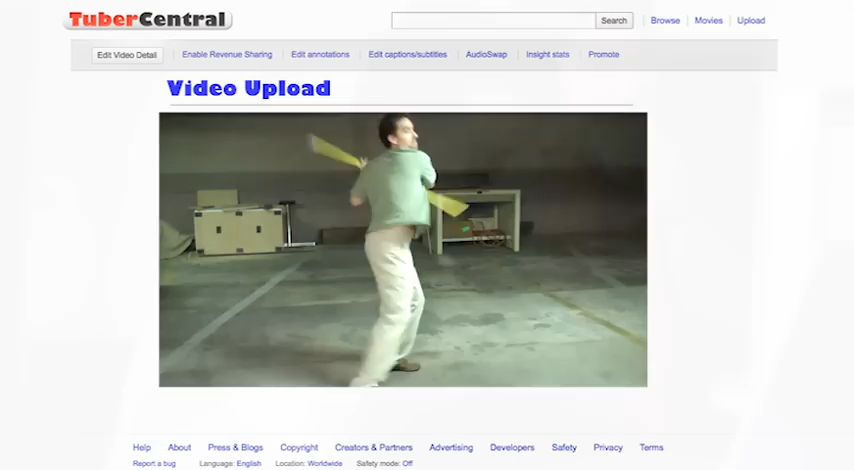 TuberCentral Search Browse Movies Upload
Edit Video Detail Enable Revenue Sharing Edit annotations Edit captions/subtitles AudioSwap Insight stats Promote
Video Upload
Help About Press & Blogs Copyright Creators & Partners Advertising Developers Safety Privacy Terms
Report a bug Language: English Location: Worldwide Safety mode: Off